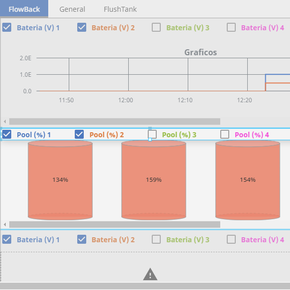 FlowBack General FlushTank
Bateria (V) 1 Bateria (V) 2 Bateria (V) 3 Bateria (V) 4
Graficos
2.0E
1.0E
0.0
11:50 12:00 12:10 12:20
Pool (%) 1 Pool (%) 2 Pool (%) 3 Pool (%) 4
134% 159% 154%
Bateria (V) 1 Bateria (V) 2 Bateria (V) 3 Bateria (V) 4